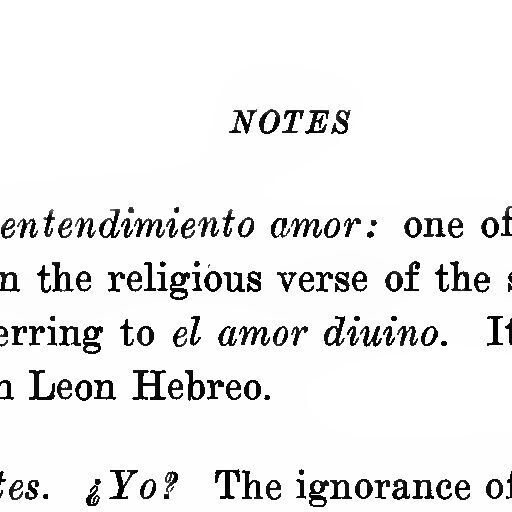 NOTES
entendimiento amor: one of
n the religious verse of the s
erring to el amor diuino. It
n Leon Hebreo.
tes. ¿Yo? The ignorance of